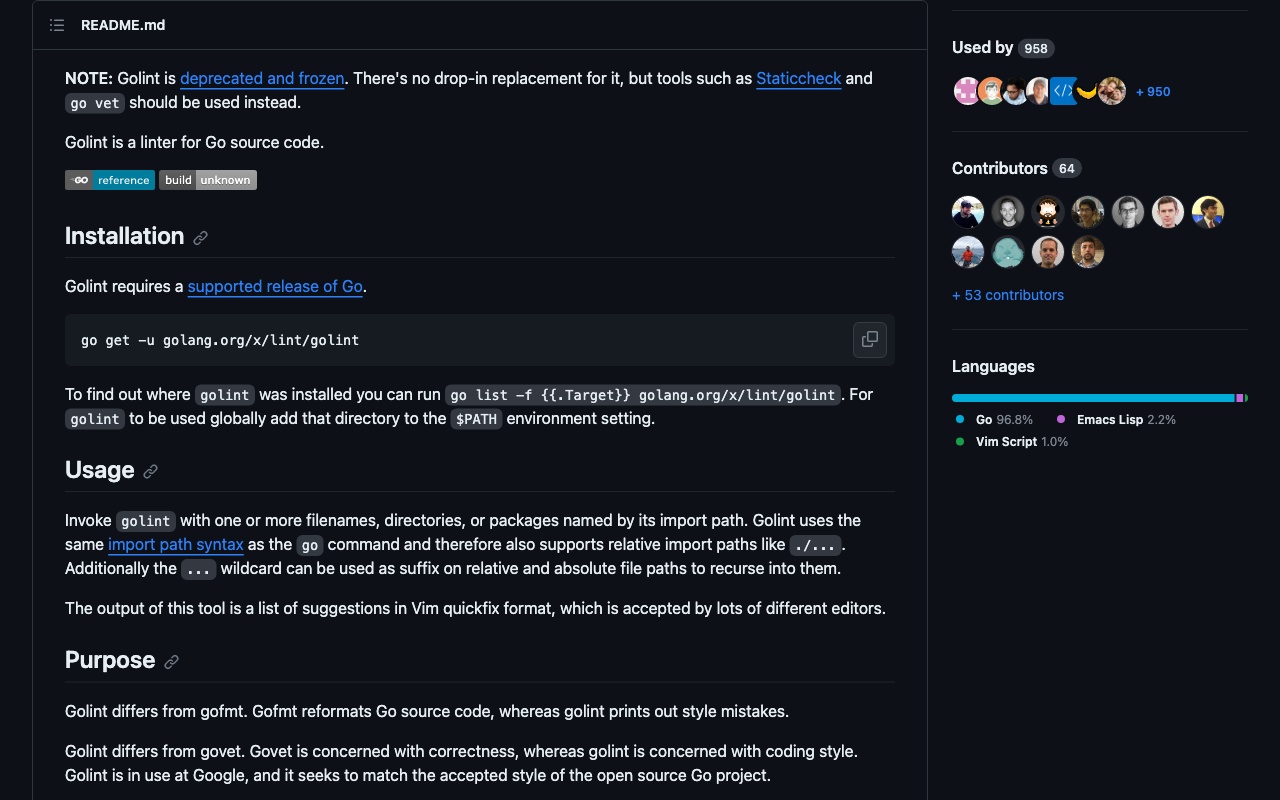 README.md
NOTE: Golint is deprecated and frozen. There's no drop-in replacement for it, but tools such as Staticcheck and
go vet should be used instead.
Golint is a linter for Go source code.
GO reference build unknown
Installation
Golint requires a supported release of Go.
go get -u golang.org/x/lint/golint
To find out where golint was installed you can run go list -f {{.Target}} golang.org/x/lint/golint. For
golint to be used globally add that directory to the $PATH environment setting.
Usage
Invoke golint with one or more filenames, directories, or packages named by its import path. Golint uses the
same import path syntax as the go command and therefore also supports relative import paths like ./... .
Additionally the ... wildcard can be used as suffix on relative and absolute file paths to recurse into them.
The output of this tool is a list of suggestions in Vim quickfix format, which is accepted by lots of different editors.
Purpose
Golint differs from gofmt. Gofmt reformats Go source code, whereas golint prints out style mistakes.
Golint differs from govet. Govet is concerned with correctness, whereas golint is concerned with coding style.
Golint is in use at Google, and it seeks to match the accepted style of the open source Go project.
Used by 958
</> + 950
Contributors 64
+ 53 contributors
Languages
Go 96.8% Emacs Lisp 2.2%
Vim Script 1.0%